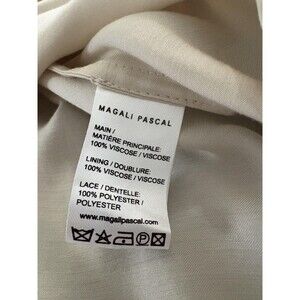 MAGALI PASCAL
MAIN /
MATIÈRE PRINCIPALE:
100% VISCOSE / VISCOSE
LINING / DOUBLURE:
100% VISCOSE / VISCOSE
LACE / DENTELLE:
100% POLYESTER /
POLYESTER
www.magalipascal.com